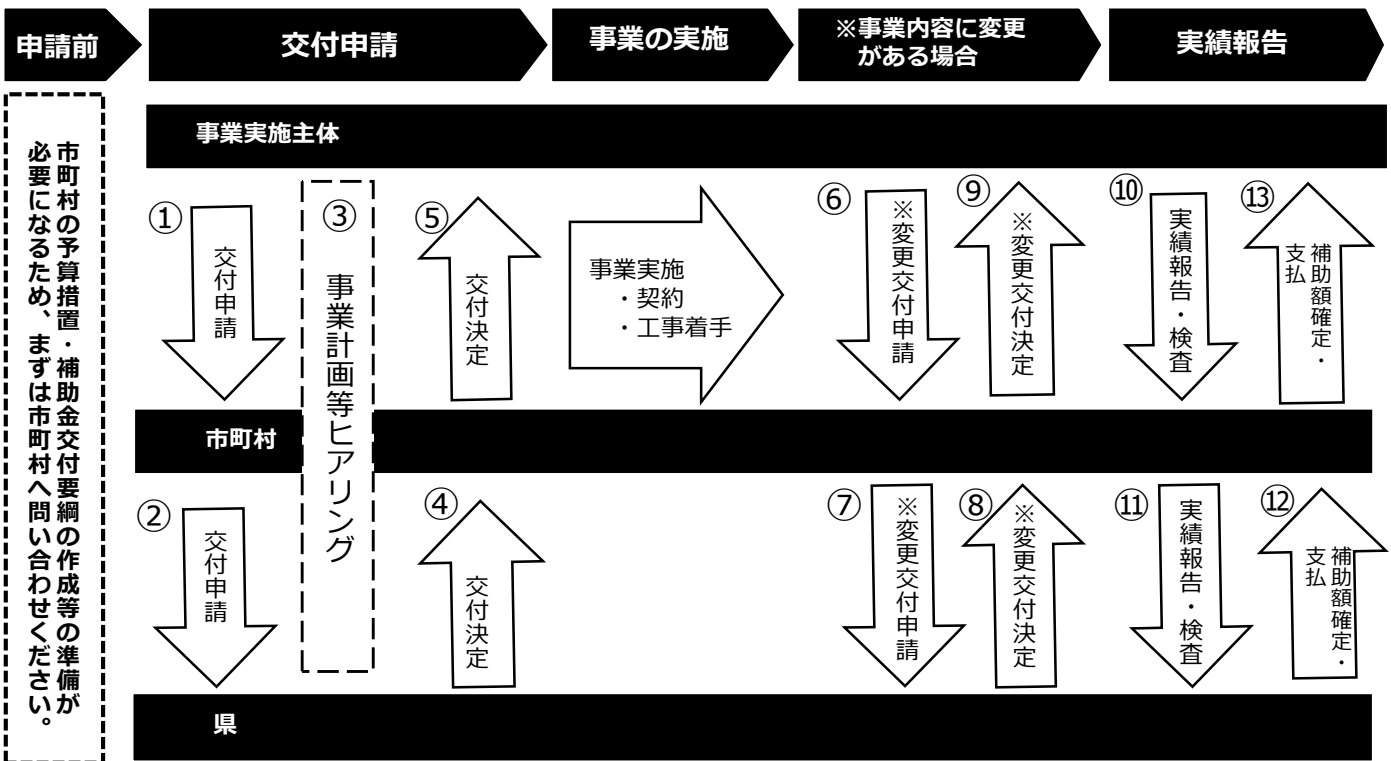 申請前
交付申請
事業の実施
※事業内容に変更
がある場合
実績報告
市町村の予算措置・補助金交付要綱の作成等の準備が
必要になるため、まずは市町村へ問い合わせください。
事業実施主体
①
交付申請
③
事業計画等ヒアリング
⑤
交付決定
事業実施
・契約
・工事着手
⑥
※変更交付申請
⑨
※変更交付決定
⑩
実績報告・検査
⑬
補助額確定・
支払
市町村
②
交付申請
④
交付決定
⑦
※変更交付申請
⑧
※変更交付決定
⑪
実績報告・検査
⑫
補助額確定・
支払
県